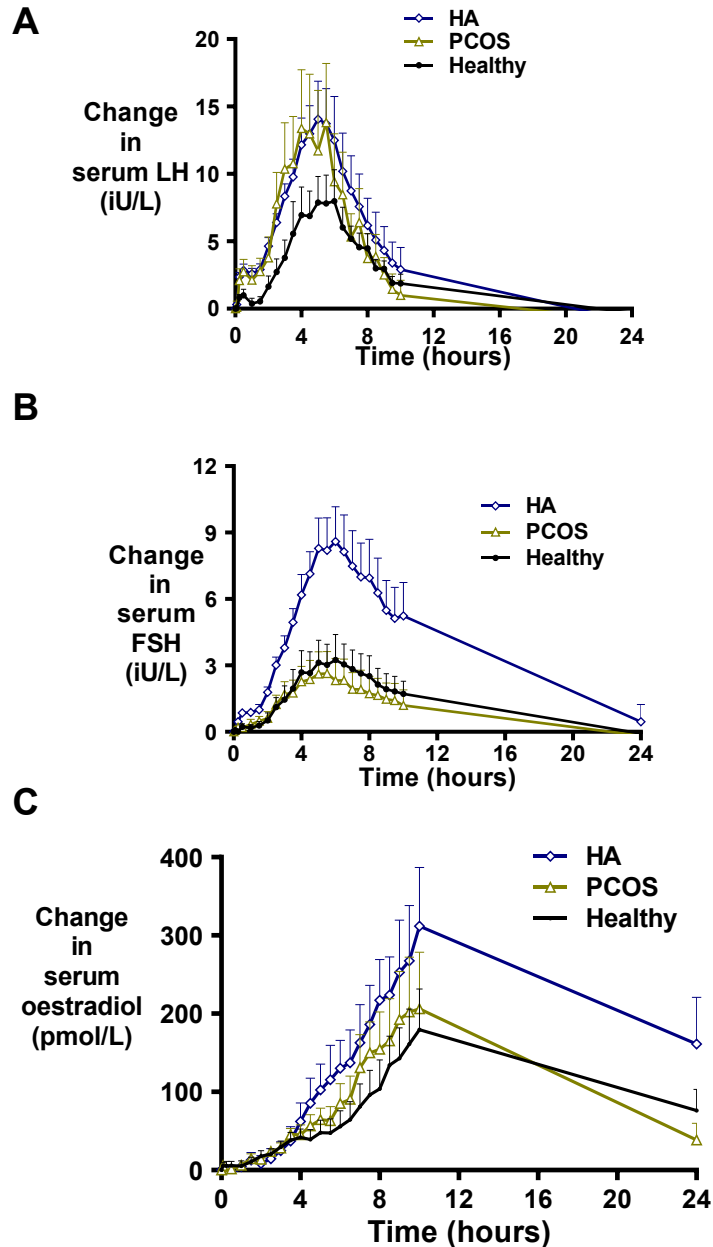 A
HA
PCOS
Healthy
Change
in
serum LH
(iU/L)
20
15
10
5
0
0 4 8 12 16 20 24
Time (hours)
B
HA
PCOS
Healthy
Change
in
serum
FSH
(iU/L)
12
9
6
3
0
0 4 8 12 16 20 24
Time (hours)
C
HA
PCOS
Healthy
Change
in
serum
oestradiol
(pmol/L)
400
300
200
100
0
0 4 8 12 16 20 24
Time (hours)